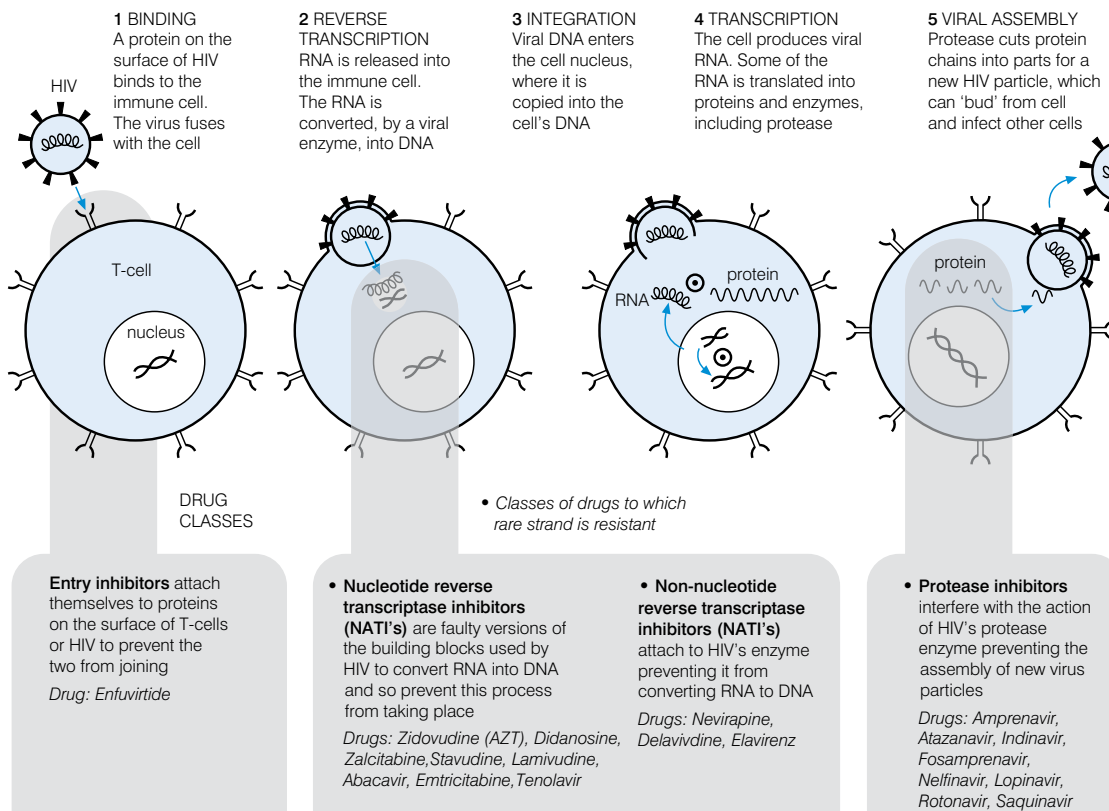 1 BINDING
A protein on the
surface of HIV
binds to the
immune cell.
The virus fuses
with the cell
2 REVERSE
TRANSCRIPTION
RNA is released into
the immune cell.
The RNA is
converted, by a viral
enzyme, into DNA
3 INTEGRATION
Viral DNA enters
the cell nucleus,
where it is
copied into the
cell's DNA
4 TRANSCRIPTION
The cell produces viral
RNA. Some of the
RNA is translated into
proteins and enzymes,
including protease
5 VIRAL ASSEMBLY
Protease cuts protein
chains into parts for a
new HIV particle, which
can ‘bud’ from cell
and infect other cells
HIV
T-cell
nucleus
RNA
protein
protein
DRUG
CLASSES
• Classes of drugs to which
rare strand is resistant
Entry inhibitors attach
themselves to proteins
on the surface of T-cells
or HIV to prevent the
two from joining
Drug: Enfuvirtide
• Nucleotide reverse
transcriptase inhibitors
(NATI's) are faulty versions of
the building blocks used by
HIV to convert RNA into DNA
and so prevent this process
from taking place
Drugs: Zidovudine (AZT), Didanosine,
Zalcitabine,Stavudine, Lamivudine,
Abacavir, Emtricitabine,Tenolavir
• Non-nucleotide
reverse transcriptase
inhibitors (NATI's)
attach to HIV's enzyme
preventing it from
converting RNA to DNA
Drugs: Nevirapine,
Delavivdine, Elavirenz
• Protease inhibitors
interfere with the action
of HIV's protease
enzyme preventing the
assembly of new virus
particles
Drugs: Amprenavir,
Atazanavir, Indinavir,
Fosamprenavir,
Nelfinavir, Lopinavir,
Rotonavir, Saquinavir